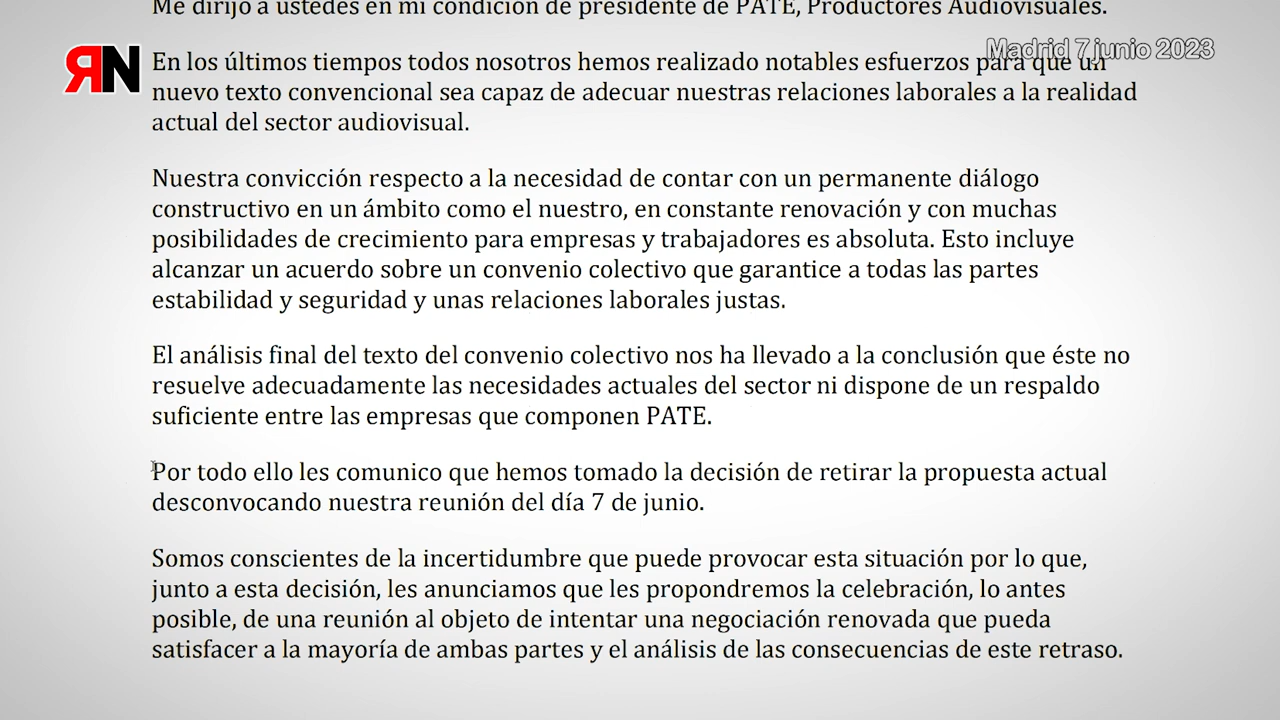 Me dirijo a ustedes en mi condición de presidente de PATE, Productores Audiovisuales.
RN
Madrid 7 junio 2023
En los últimos tiempos todos nosotros hemos realizado notables esfuerzos para que un
nuevo texto convencional sea capaz de adecuar nuestras relaciones laborales a la realidad
actual del sector audiovisual.
Nuestra convicción respecto a la necesidad de contar con un permanente diálogo
constructivo en un ámbito como el nuestro, en constante renovación y con muchas
posibilidades de crecimiento para empresas y trabajadores es absoluta. Esto incluye
alcanzar un acuerdo sobre un convenio colectivo que garantice a todas las partes
estabilidad y seguridad y unas relaciones laborales justas.
El análisis final del texto del convenio colectivo nos ha llevado a la conclusión que éste no
resuelve adecuadamente las necesidades actuales del sector ni dispone de un respaldo
suficiente entre las empresas que componen PATE.
Por todo ello les comunico que hemos tomado la decisión de retirar la propuesta actual
desconvocando nuestra reunión del día 7 de junio.
Somos conscientes de la incertidumbre que puede provocar esta situación por lo que,
junto a esta decisión, les anunciamos que les propondremos la celebración, lo antes
posible, de una reunión al objeto de intentar una negociación renovada que pueda
satisfacer a la mayoría de ambas partes y el análisis de las consecuencias de este retraso.